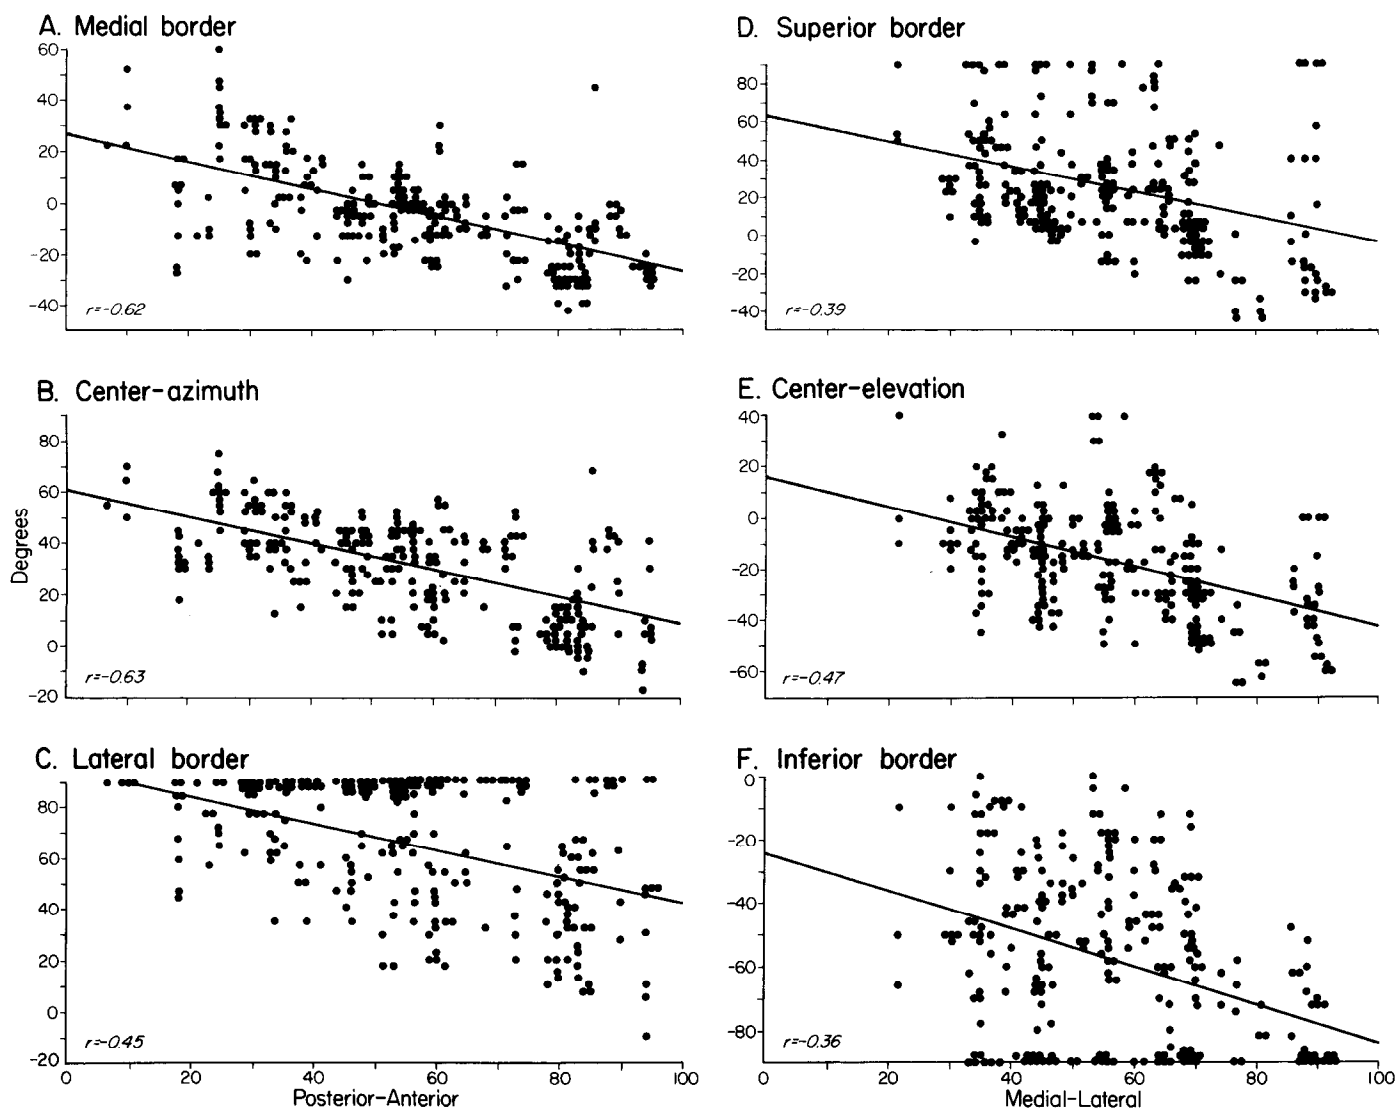 A. Medial border
60
40
20
0
-20
-40
r=-0.62
B. Center-azimuth
80
60
40
20
0
-20
r=-0.63
Degrees
C. Lateral border
80
60
40
20
0
-20
r=-0.45
0 20 40 60 80 100
Posterior-Anterior
D. Superior border
80
60
40
20
0
-20
-40
r=-0.39
E. Center-elevation
40
20
0
-20
-40
-60
r=-0.47
F. Inferior border
0
-20
-40
-60
-80
r=-0.36
0 20 40 60 80 100
Medial-Lateral